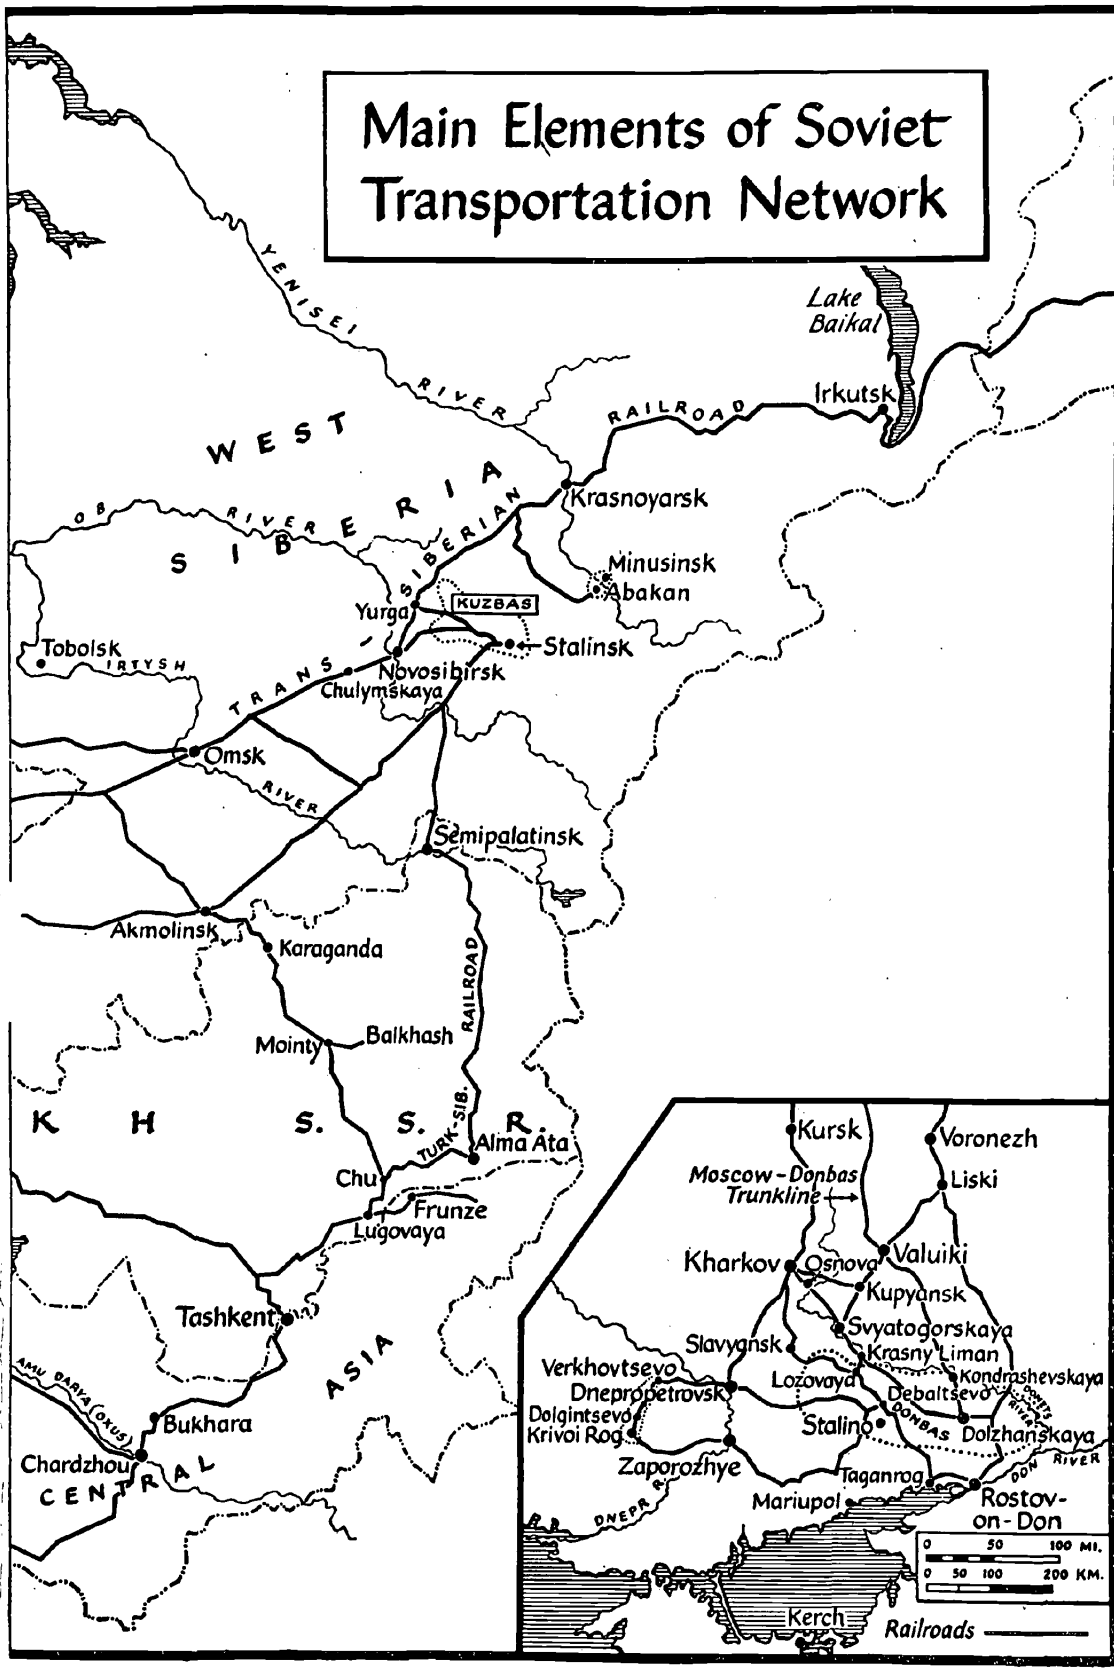 Main Elements of Soviet
Transportation Network
YENISEI
RIVER
Lake
Baikal
Irkutsk
RAILROAD
WEST
SIBERIA
Krasnoyarsk
OB
RIVER
SIBERIAN
Minusinsk
Abakan
KUZBAS
Yurga
Stalinsk
Tobolsk
IRTYSH
Novosibirsk
TRANS-
Chulymskaya
Omsk
RIVER
Semipalatinsk
Akmolinsk
Karaganda
RAILROAD
Mointy
Balkhash
K H S. S. R.
TURK-SIB.
Alma Ata
Chu
Frunze
Lugovaya
Tashkent
ASIA
AMU DARYA (OXUS)
Bukhara
Chardzhou
CENTRAL
Kursk
Voronezh
Moscow-Donbas
Trunkline
Liski
Kharkov
Osnova
Valuiki
Kupyansk
Svyatogorskaya
Slavyansk
Krasny Liman
Verkhovtsevo
Lozovaya
Kondrashevskaya
Dnepropetrovsk
Debaltsevo
DONETS
RIVER
Dolgintsevo
Stalino
DONBAS
Krivoi Rog
Dolzhanskaya
Zaporozhye
DON RIVER
Taganrog
Mariupol
DNEPR R.
Rostov-
on-Don
0 50 100 MI.
0 50 100 200 KM.
Kerch
Railroads